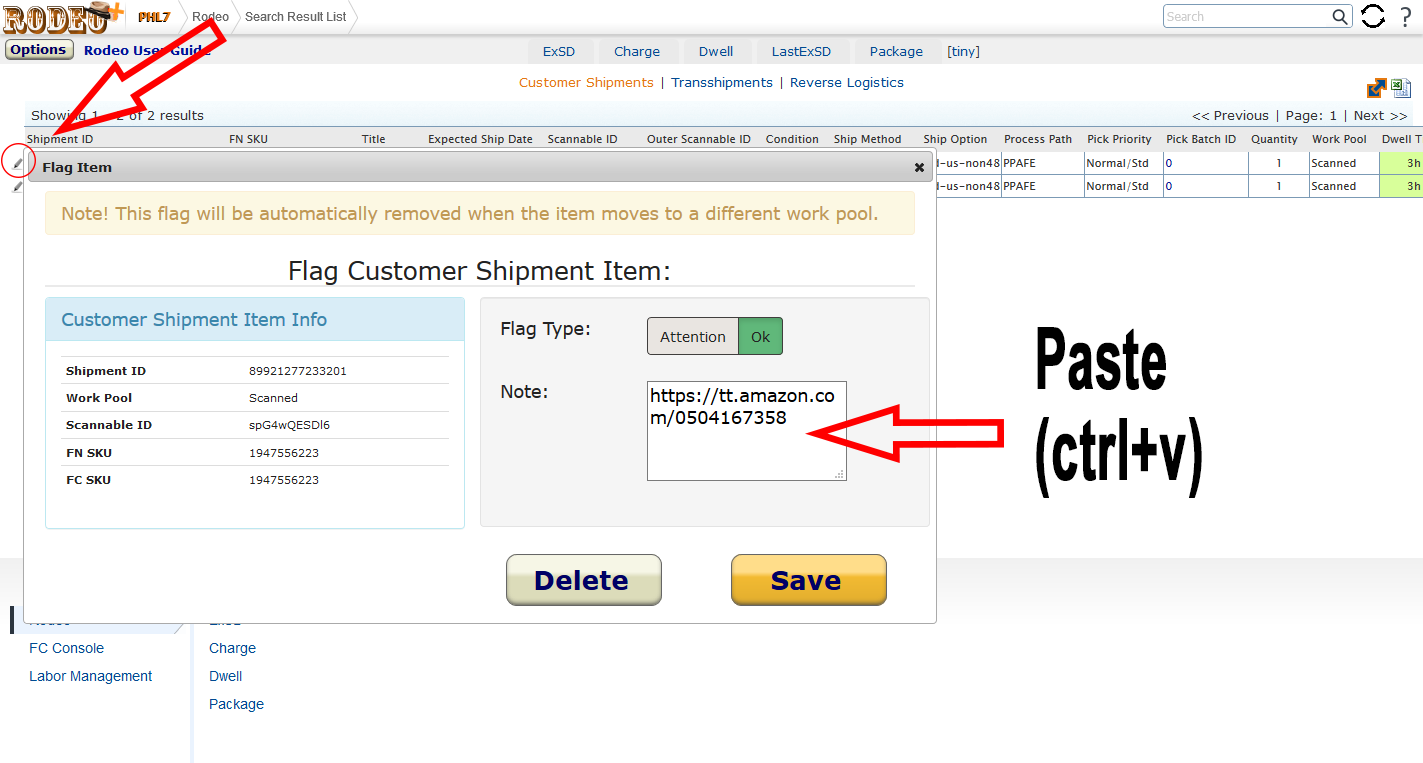 RODEO+ PHL7 Rodeo Search Result List Search ?
Options Rodeo User Guide ExSD Charge Dwell LastExSD Package [tiny]
Customer Shipments | Transshipments | Reverse Logistics
Showing 1 - 2 of 2 results << Previous | Page: 1 | Next >>
Shipment ID FN SKU Title Expected Ship Date Scannable ID Outer Scannable ID Condition Ship Method Ship Option Process Path Pick Priority Pick Batch ID Quantity Work Pool Dwell T
d-us-non48 PPAFE Normal/Std 0 1 Scanned 3h
d-us-non48 PPAFE Normal/Std 0 1 Scanned 3h
Flag Item
Note! This flag will be automatically removed when the item moves to a different work pool.
Flag Customer Shipment Item:
Customer Shipment Item Info
Shipment ID 89921277233201
Work Pool Scanned
Scannable ID spG4wQESDl6
FN SKU 1947556223
FC SKU 1947556223
Flag Type: Attention Ok
Note: https://tt.amazon.co
m/0504167358
Delete Save
Paste
(ctrl+v)
FC Console Charge
Labor Management Dwell
Package